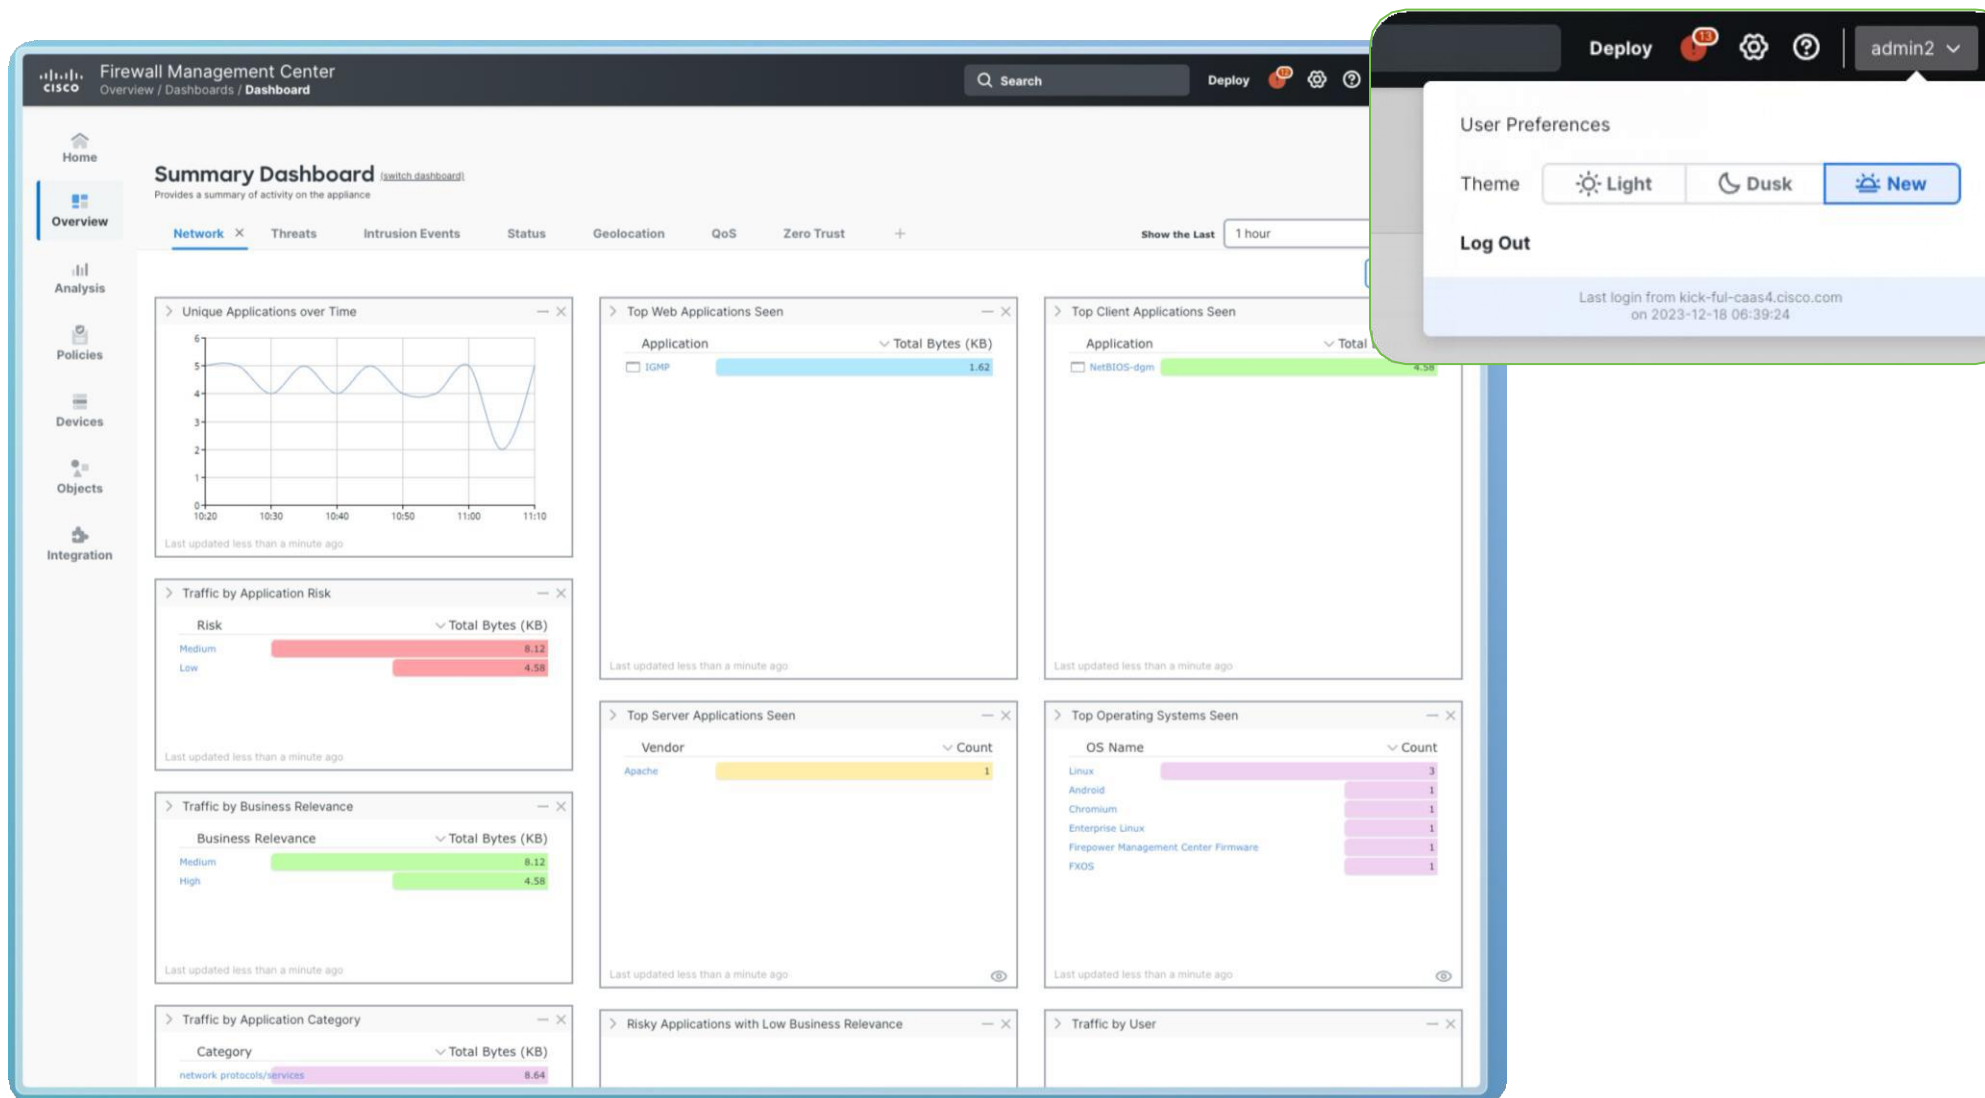 Firewall Management Center
Overview / Dashboards / Dashboard
CISCO
Search
Deploy
Home
Overview
Analysis
Policies
Devices
Objects
Integration
Summary Dashboard (switch dashboard)
Provides a summary of activity on the appliance
Network Threats Intrusion Events Status Geolocation QoS Zero Trust +
Show the Last 1 hour
Unique Applications over Time
6
5
4
3
2
1
0
10:20 10:30 10:40 10:50 11:00 11:10
Last updated less than a minute ago
Traffic by Application Risk
Risk Total Bytes (KB)
Medium 8.12
Low 4.58
Last updated less than a minute ago
Traffic by Business Relevance
Business Relevance Total Bytes (KB)
Medium 8.12
High 4.58
Last updated less than a minute ago
Traffic by Application Category
Category Total Bytes (KB)
network protocols/services 8.64
Top Web Applications Seen
Application Total Bytes (KB)
IGMP 1.62
Last updated less than a minute ago
Top Server Applications Seen
Vendor Count
Apache 1
Last updated less than a minute ago
Risky Applications with Low Business Relevance
Top Client Applications Seen
Application Total
NetBIOS-dgm 4.58
Last updated less than a minute ago
Top Operating Systems Seen
OS Name Count
Linux 3
Android 1
Chromium 1
Enterprise Linux 1
Firepower Management Center Firmware 1
FXOS 1
Last updated less than a minute ago
Traffic by User
Deploy 13 admin2
User Preferences
Theme Light Dusk New
Log Out
Last login from kick-ful-caas4.cisco.com
on 2023-12-18 06:39:24